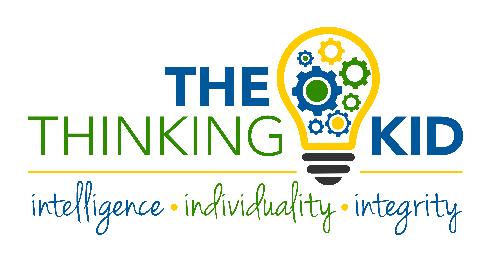 THE
THINKING KID
intelligence • individuality • integrity